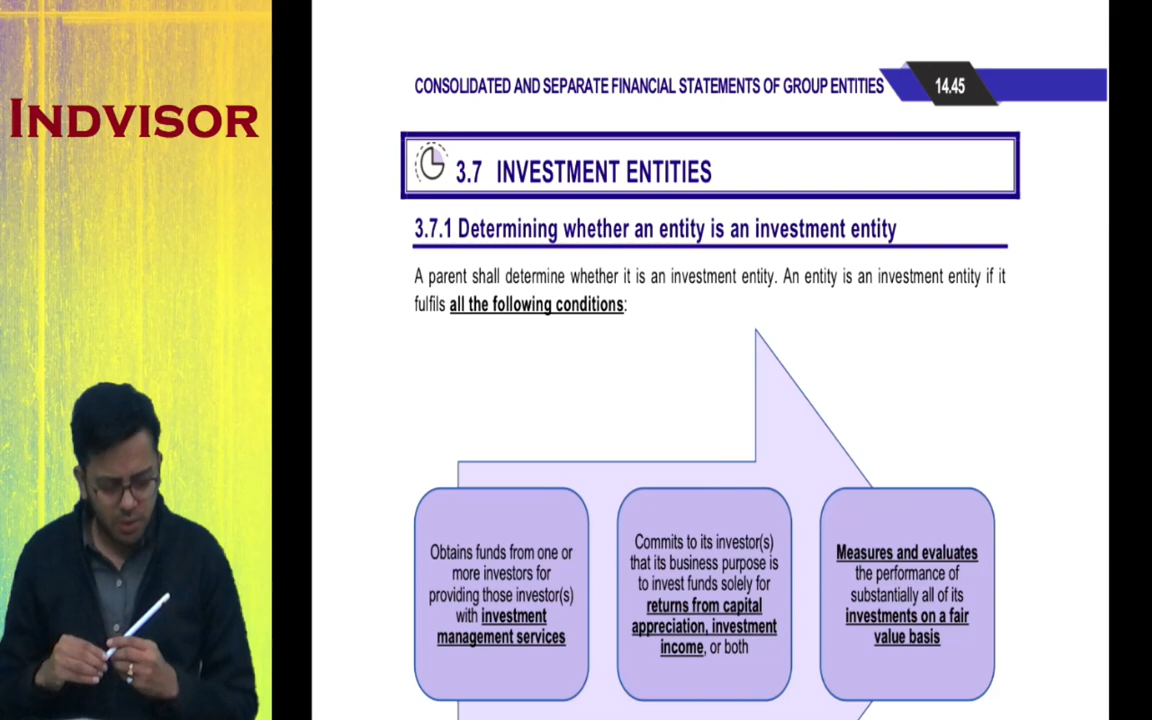 INDVISOR
CONSOLIDATED AND SEPARATE FINANCIAL STATEMENTS OF GROUP ENTITIES
14.45
3.7 INVESTMENT ENTITIES
3.7.1 Determining whether an entity is an investment entity
A parent shall determine whether it is an investment entity. An entity is an investment entity if it
fulfils all the following conditions:
Obtains funds from one or
more investors for
providing those investor(s)
with investment
management services
Commits to its investor(s)
that its business purpose is
to invest funds solely for
returns from capital
appreciation, investment
income, or both
Measures and evaluates
the performance of
substantially all of its
investments on a fair
value basis